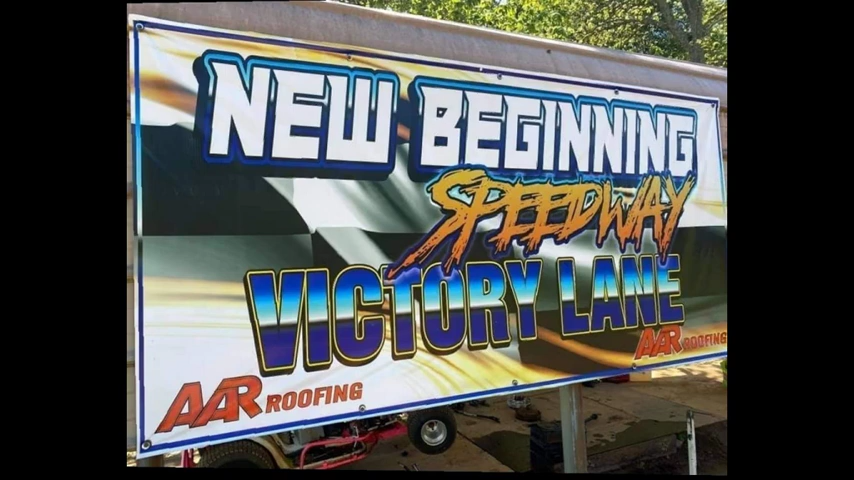 NEW BEGINNING
SPEEDWAY
VICTORY LANE
AAR ROOFING
AAR ROOFING